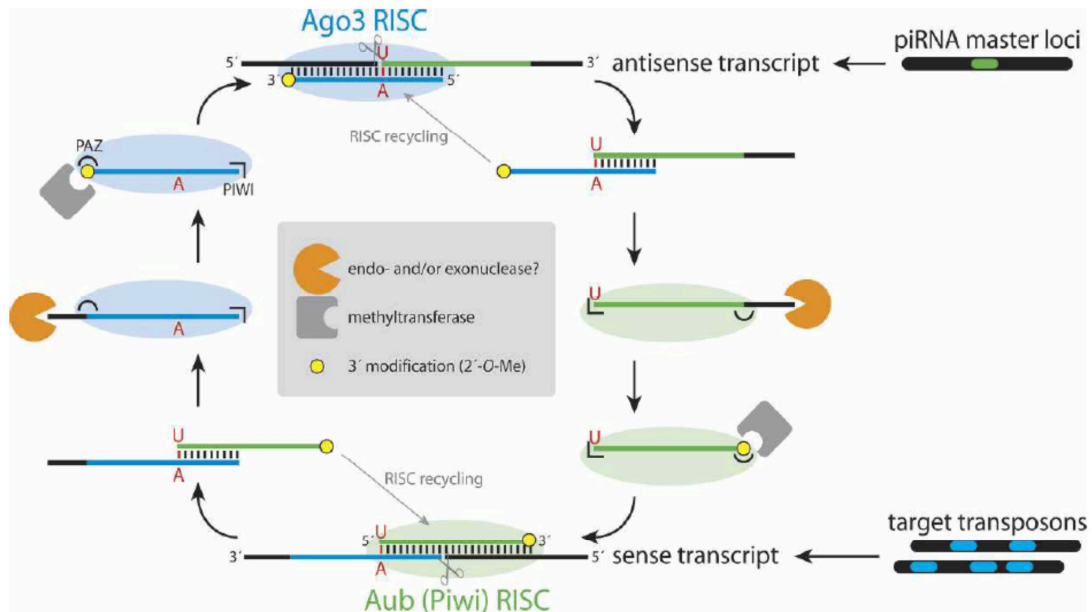 Ago3 RISC
U
5´
3´
3´
A
5´
antisense transcript
piRNA master loci
RISC recycling
U
A
PAZ
A
PIWI
endo- and/or exonuclease?
methyltransferase
3´ modification (2´-O-Me)
A
U
U
U
A
RISC recycling
U
5´
3´
3´
A
5´
sense transcript
target transposons
Aub (Piwi) RISC